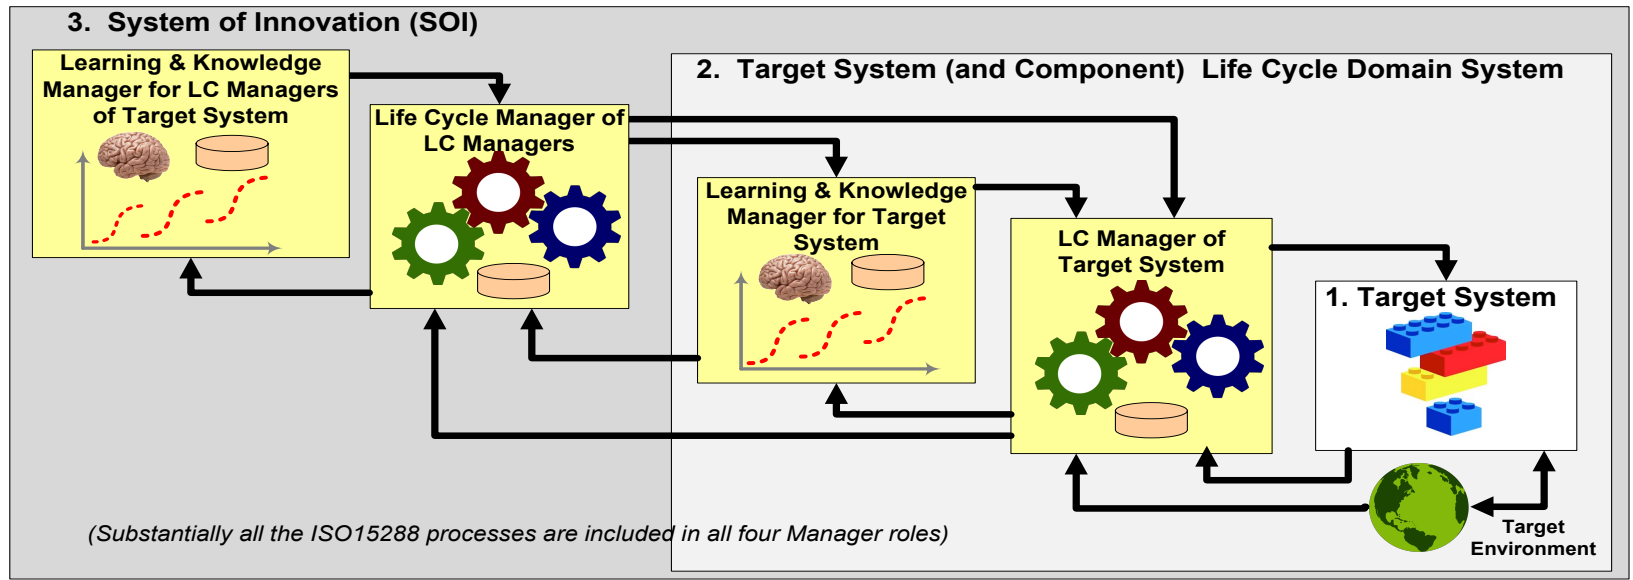 3.  System of Innovation (SOI)
Learning & Knowledge
Manager for LC Managers
of Target System
Life Cycle Manager of
LC Managers
2.  Target System (and Component)  Life Cycle Domain System
Learning & Knowledge
Manager for Target
System
LC Manager of
Target System
1. Target System
Target
Environment
(Substantially all the ISO15288 processes are included in all four Manager roles)